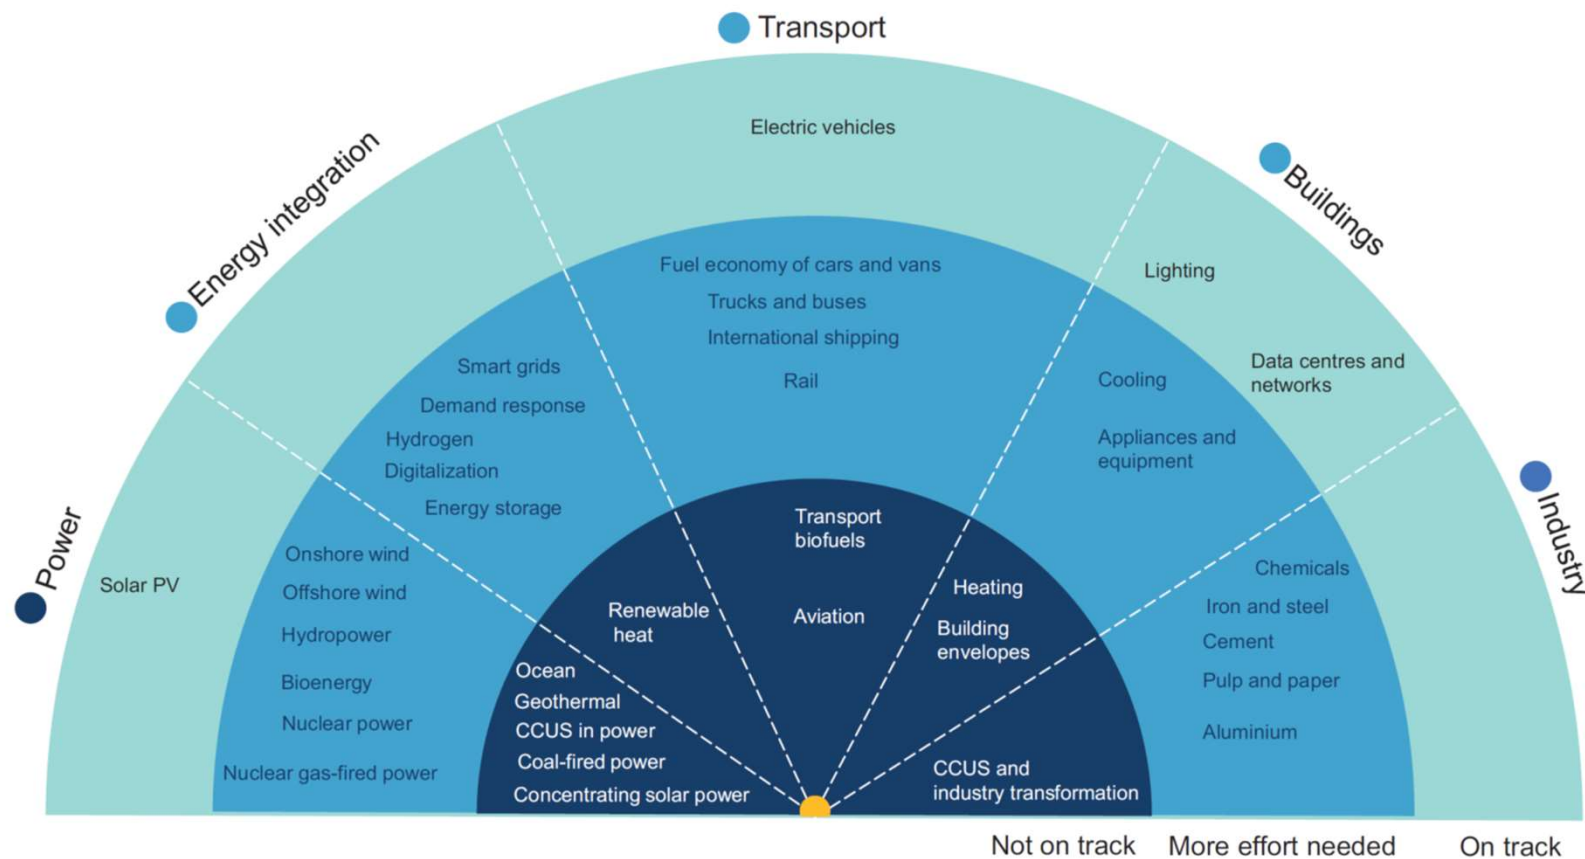 Transport
Energy integration
Buildings
Power
Industry
Electric vehicles
Lighting
Data centres and
networks
Solar PV
Fuel economy of cars and vans
Trucks and buses
International shipping
Rail
Smart grids
Demand response
Hydrogen
Digitalization
Energy storage
Cooling
Appliances and
equipment
Onshore wind
Offshore wind
Hydropower
Bioenergy
Nuclear power
Nuclear gas-fired power
Chemicals
Iron and steel
Cement
Pulp and paper
Aluminium
Transport
biofuels
Aviation
Renewable
heat
Heating
Building
envelopes
Ocean
Geothermal
CCUS in power
Coal-fired power
Concentrating solar power
CCUS and
industry transformation
Not on track
More effort needed
On track